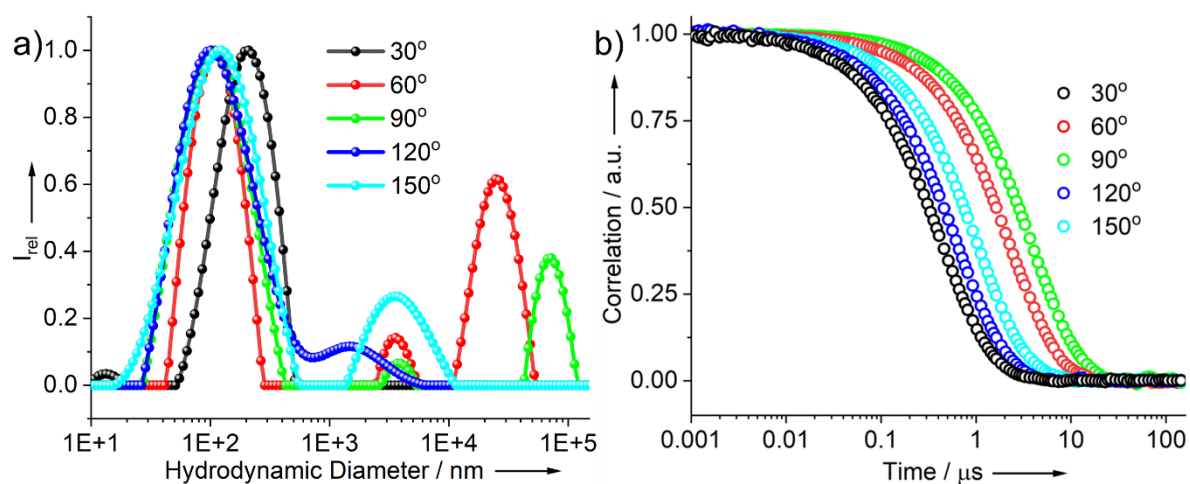 a)
1.0
0.8
0.6
0.4
0.2
0.0
I_rel
30°
60°
90°
120°
150°
1E+1 1E+2 1E+3 1E+4 1E+5
Hydrodynamic Diameter / nm
b)
1.00
0.75
0.50
0.25
0.00
Correlation / a.u.
30°
60°
90°
120°
150°
0.001 0.01 0.1 1 10 100
Time / μs